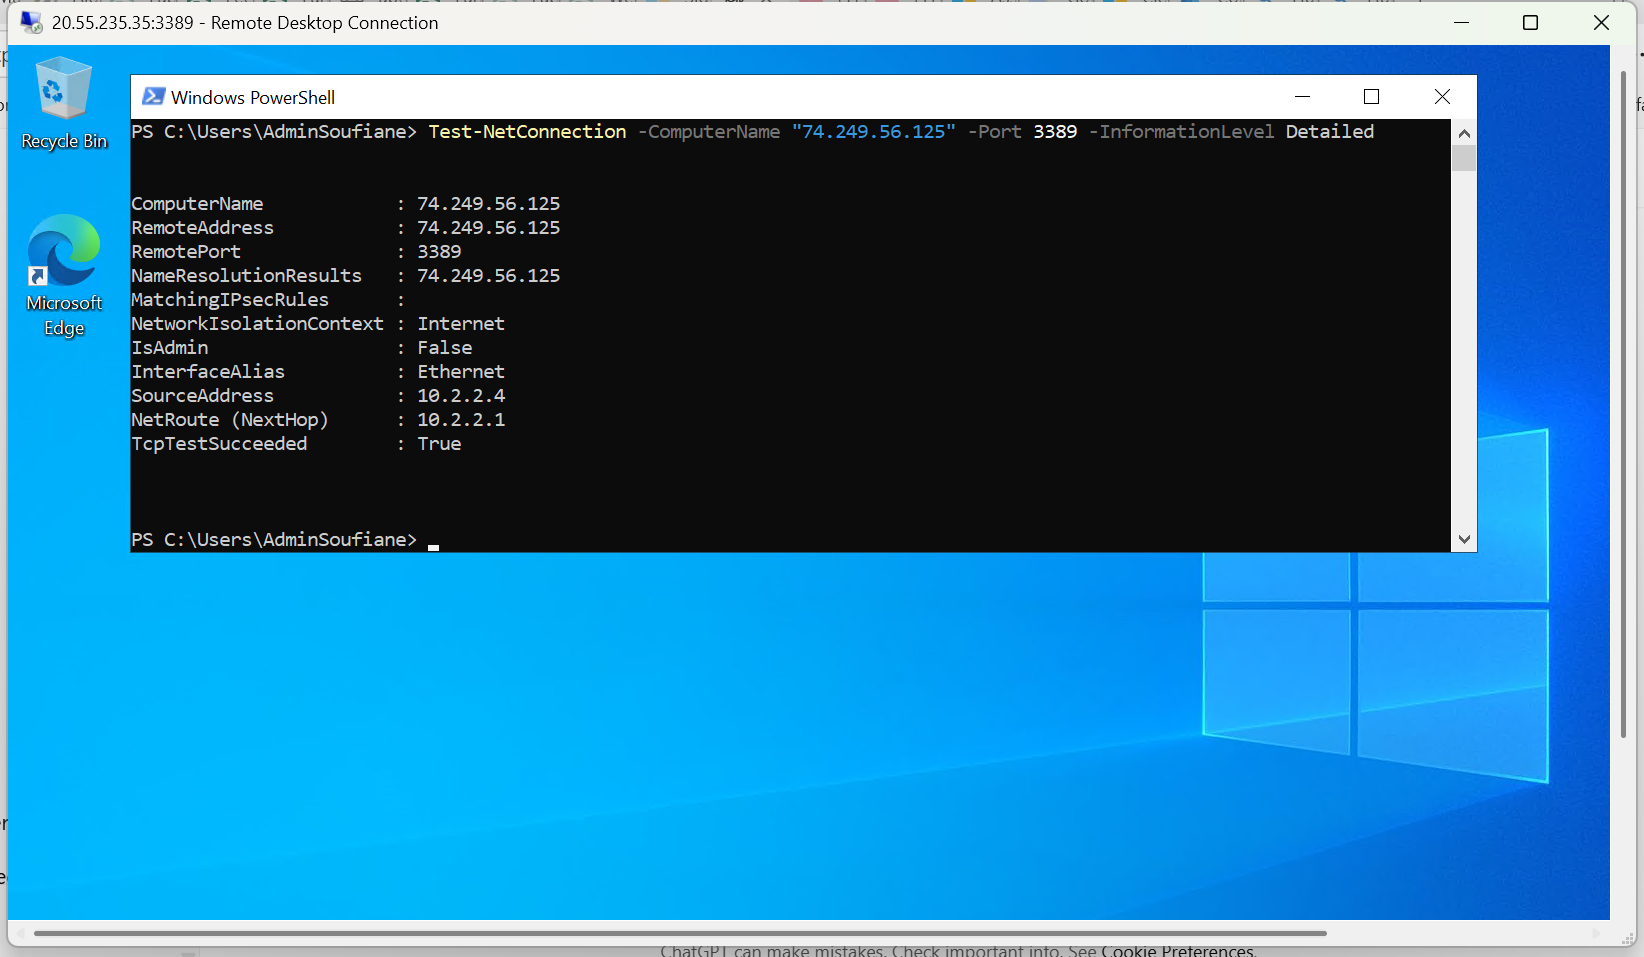 20.55.235.35:3389 - Remote Desktop Connection
Recycle Bin
Microsoft
Edge
Windows PowerShell
PS C:\Users\AdminSoufiane> Test-NetConnection -ComputerName "74.249.56.125" -Port 3389 -InformationLevel Detailed
ComputerName : 74.249.56.125
RemoteAddress : 74.249.56.125
RemotePort : 3389
NameResolutionResults : 74.249.56.125
MatchingIPsecRules :
NetworkIsolationContext : Internet
IsAdmin : False
InterfaceAlias : Ethernet
SourceAddress : 10.2.2.4
NetRoute (NextHop) : 10.2.2.1
TcpTestSucceeded : True
PS C:\Users\AdminSoufiane>
ChatGPT can make mistakes. Check important info. See Cookie Preferences.